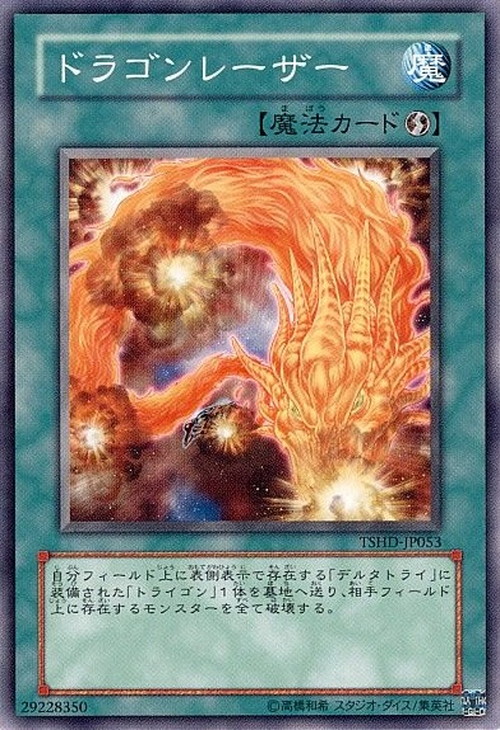 ドラゴンレーザー
魔
まほう
【魔法カード】
TSHD-JP053
自分フィールド上に表側表示で存在する「デルタトライ」に
装備された「トライゴン」1体を墓地へ送り、相手フィールド
上に存在するモンスターを全て破壊する。
29228350
©高橋和希 スタジオ・ダイス/集英社